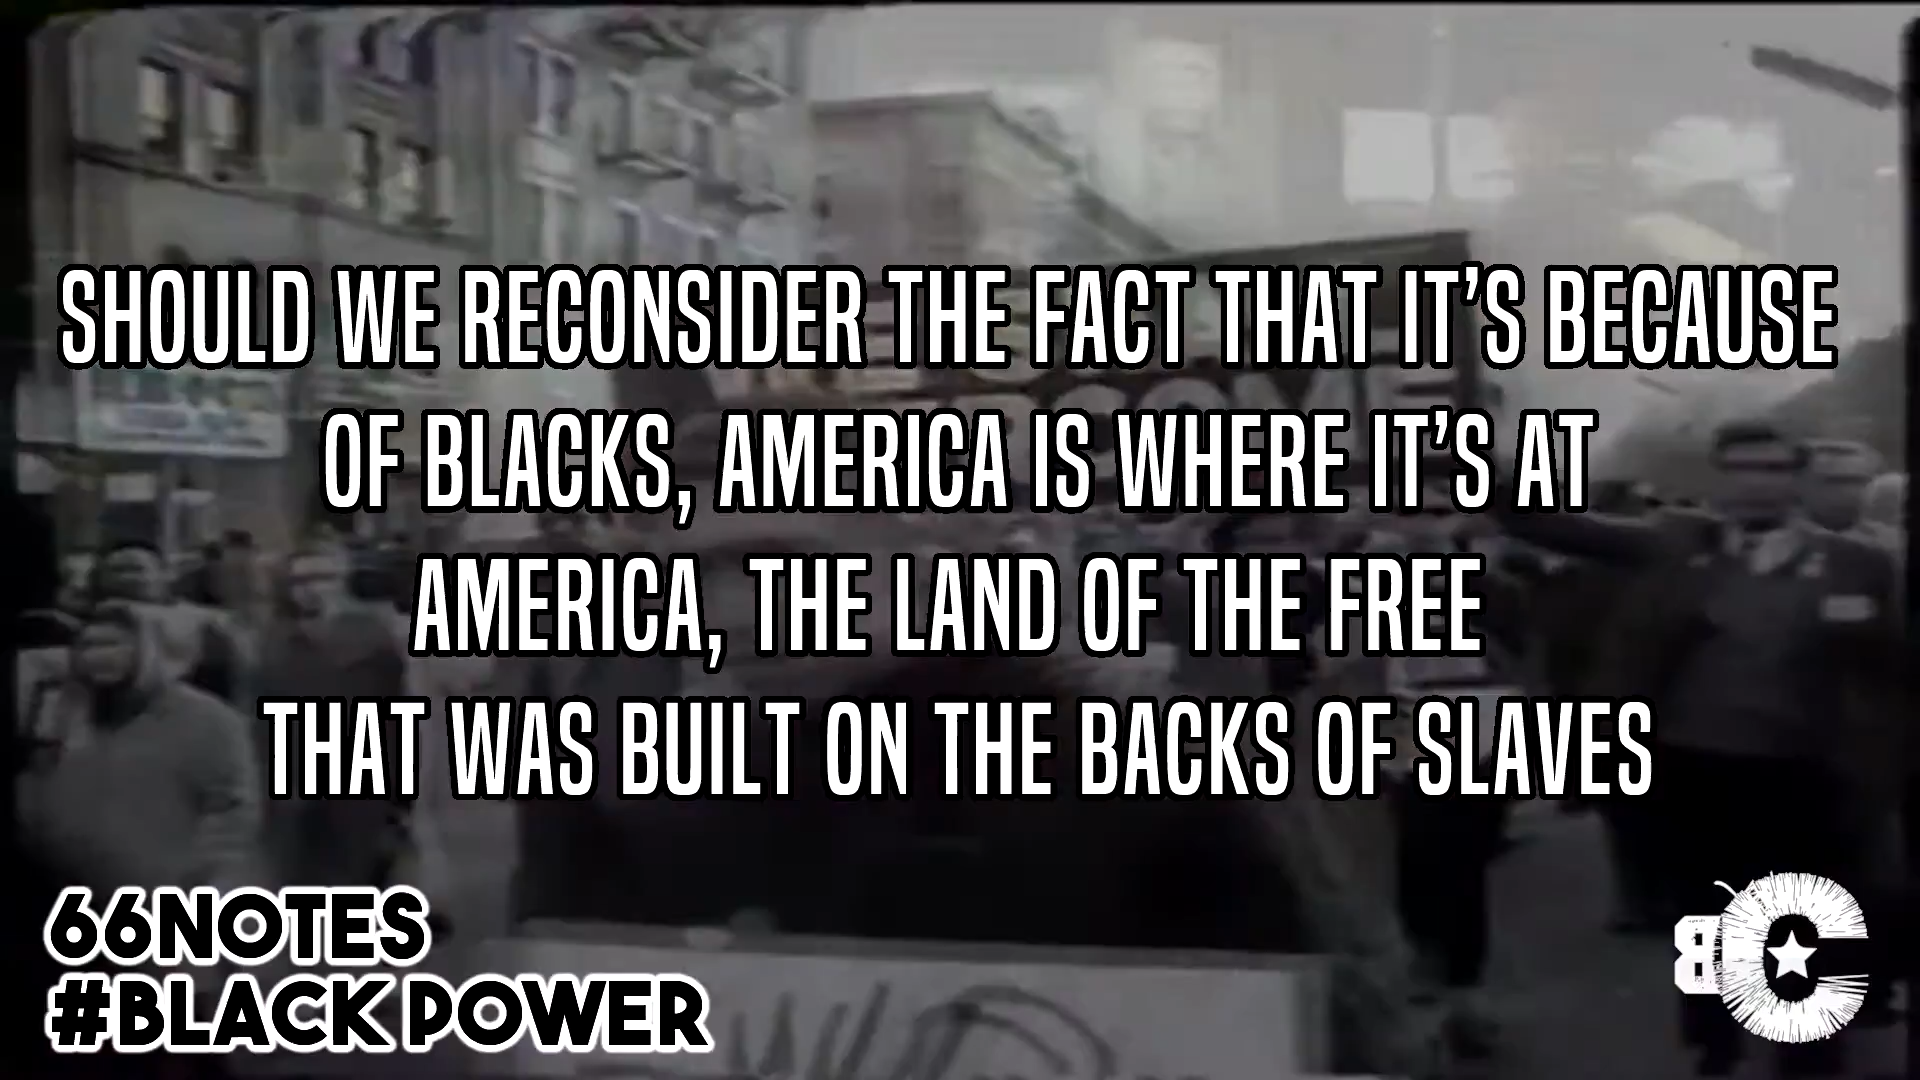 SHOULD WE RECONSIDER THE FACT THAT IT'S BECAUSE
OF BLACKS, AMERICA IS WHERE IT'S AT
AMERICA, THE LAND OF THE FREE
THAT WAS BUILT ON THE BACKS OF SLAVES
66NOTES
#BLACK POWER